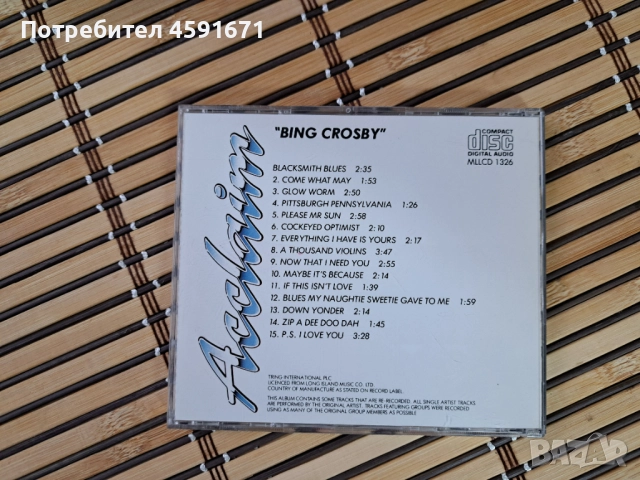 Потребител 4591671
"BING CROSBY"
COMPACT
disc
DIGITAL AUDIO
MLLCD 1326
Acclaim
BLACKSMITH BLUES 2:35
2. COME WHAT MAY 1:53
3. GLOW WORM 2:50
4. PITTSBURGH PENNSYLVANIA 1:26
5. PLEASE MR SUN 2:58
6. COCKEYED OPTIMIST 2:10
7. EVERYTHING I HAVE IS YOURS 2:17
8. A THOUSAND VIOLINS 3:47
9. NOW THAT I NEED YOU 2:55
10. MAYBE IT'S BECAUSE 2:14
11. IF THIS ISN'T LOVE 1:39
12. BLUES MY NAUGHTIE SWEETIE GAVE TO ME 1:59
13. DOWN YONDER 2:14
14. ZIP A DEE DOO DAH 1:45
15. P.S. I LOVE YOU 3:28
TRING INTERNATIONAL PLC
LICENCED FROM LONG ISLAND MUSIC CO. LTD.
COUNTRY OF MANUFACTURE AS STATED ON RECORD LABEL
THIS ALBUM CONTAINS SOME TRACKS THAT ARE RE-RECORDED. ALL SINGLE ARTIST TRACKS
ARE PERFORMED BY THE ORIGINAL ARTIST. TRACKS FEATURING GROUPS WERE RECORDED
USING AS MANY OF THE ORIGINAL GROUP MEMBERS AS POSSIBLE.
BAZAR